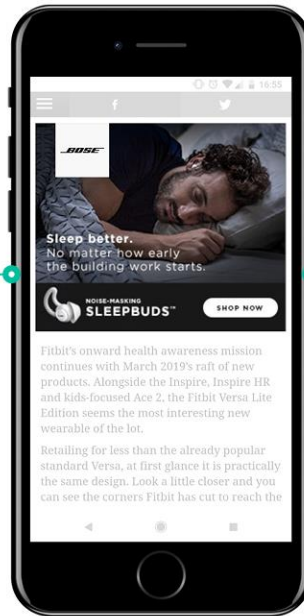 16:55
BOSE
Sleep better.
No matter how early
the building work starts.
NOISE-MASKING
SLEEPBUDS™
SHOP NOW
Fitbit's onward health awareness mission
continues with March 2019's raft of new
products. Alongside the Inspire, Inspire HR
and kids-focused Ace 2, the Fitbit Versa Lite
Edition seems the most interesting new
wearable of the lot.
Retailing for less than the already popular
standard Versa, at first glance it is practically
the same design. Look a little closer and you
can see the corners Fitbit has cut to reach the